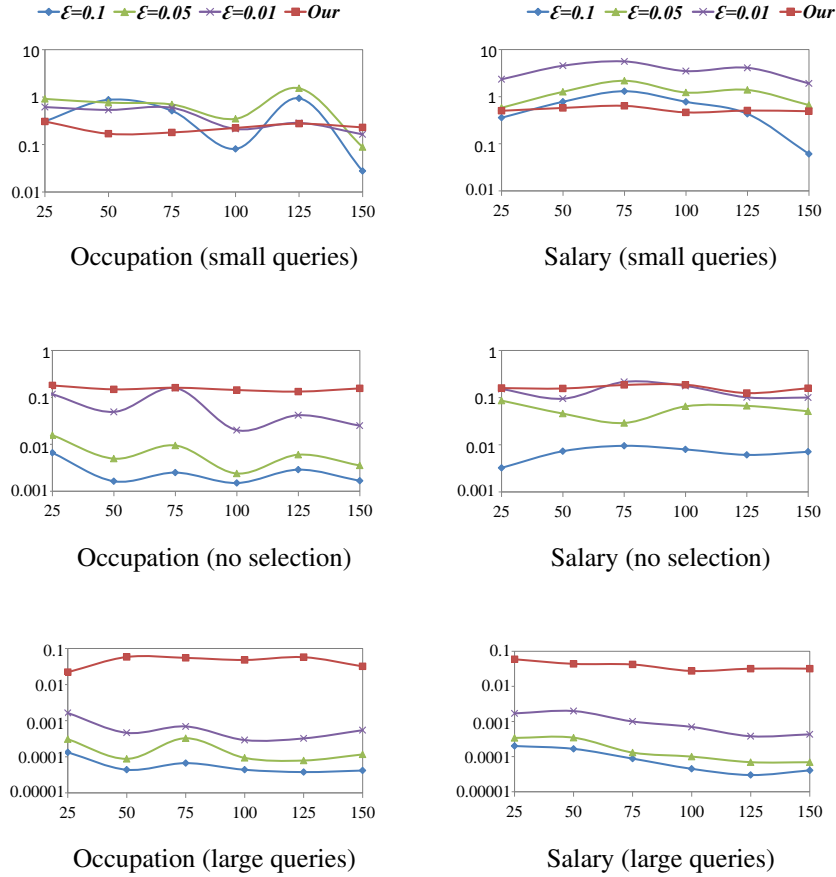 Ɛ=0.1 Ɛ=0.05 Ɛ=0.01 Our
10
1
0.1
0.01
25 50 75 100 125 150
Occupation (small queries)
Ɛ=0.1 Ɛ=0.05 Ɛ=0.01 Our
10
1
0.1
0.01
25 50 75 100 125 150
Salary (small queries)
1
0.1
0.01
0.001
25 50 75 100 125 150
Occupation (no selection)
1
0.1
0.01
0.001
25 50 75 100 125 150
Salary (no selection)
0.1
0.01
0.001
0.0001
0.00001
25 50 75 100 125 150
Occupation (large queries)
0.1
0.01
0.001
0.0001
0.00001
25 50 75 100 125 150
Salary (large queries)